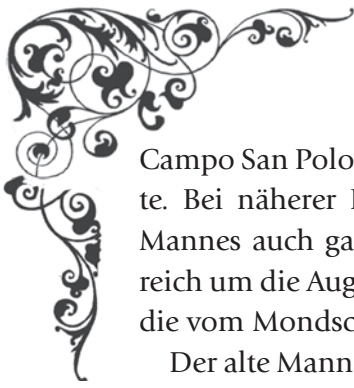 Campo San Polo
te. Bei näherer
Mannes auch ga
reich um die Aug
die vom Mondsc
Der alte Mann